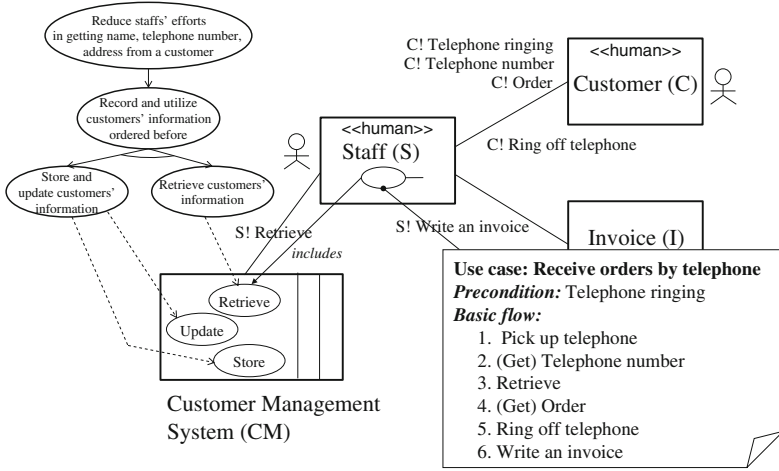 Reduce staffs' efforts
in getting name, telephone number,
address from a customer
Record and utilize
customers' information
ordered before
Store and
update customers'
information
Retrieve customers'
information
C! Telephone ringing
C! Telephone number
C! Order
<<human>>
Customer (C)
<<human>>
Staff (S)
C! Ring off telephone
S! Retrieve
includes
S! Write an invoice
Invoice (I)
Retrieve
Update
Store
Customer Management
System (CM)
Use case: Receive orders by telephone
Precondition: Telephone ringing
Basic flow:
1. Pick up telephone
2. (Get) Telephone number
3. Retrieve
4. (Get) Order
5. Ring off telephone
6. Write an invoice